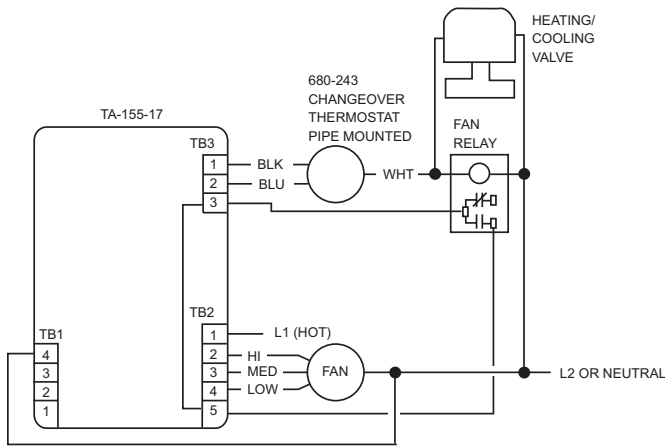 HEATING/
COOLING
VALVE
680-243
CHANGEOVER
THERMOSTAT
PIPE MOUNTED
TA-155-17
FAN
RELAY
TB3
1
BLK
2
BLU
WHT
3
TB2
1
L1 (HOT)
TB1
4
2
HI
3
3
MED
FAN
L2 OR NEUTRAL
2
4
LOW
1
5